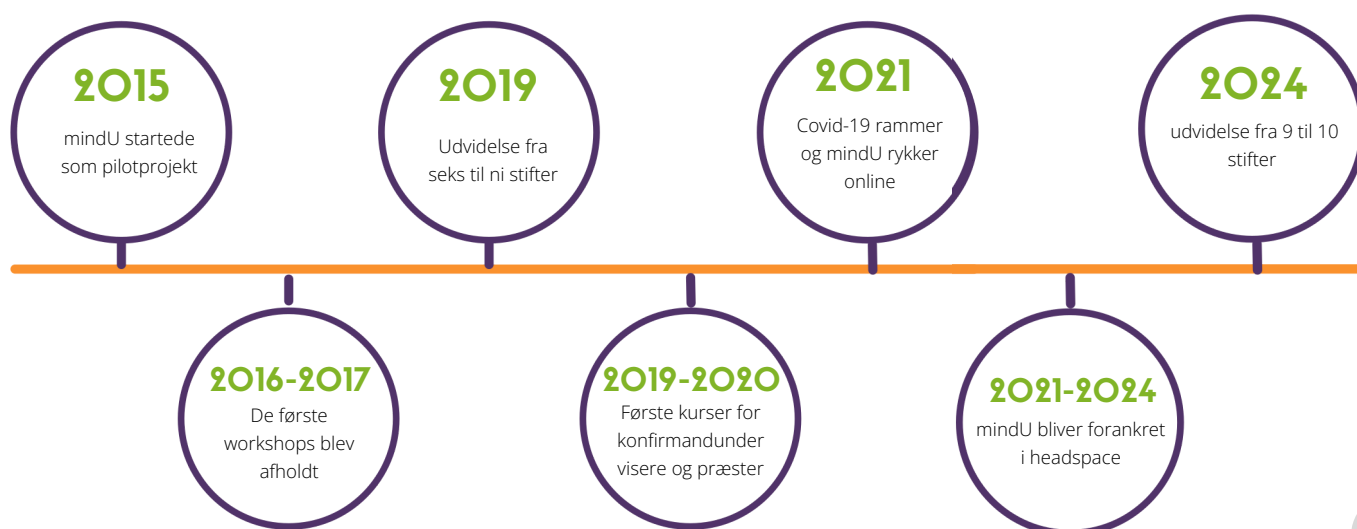 2015
mindU startede
som pilotprojekt
2016-2017
De første
workshops blev
afholdt
2019
Udvidelse fra
seks til ni stifter
2019-2020
Første kurser for
konfirmandunder
visere og præster
2021
Covid-19 rammer
og mindU rykker
online
2021-2024
mindU bliver forankret
i headspace
2024
udvidelse fra 9 til 10
stifter